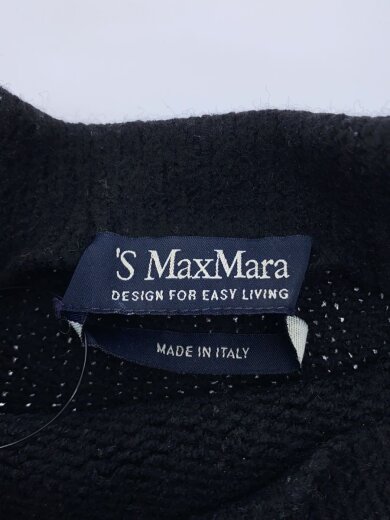 'S MaxMara
DESIGN FOR EASY LIVING
MADE IN ITALY